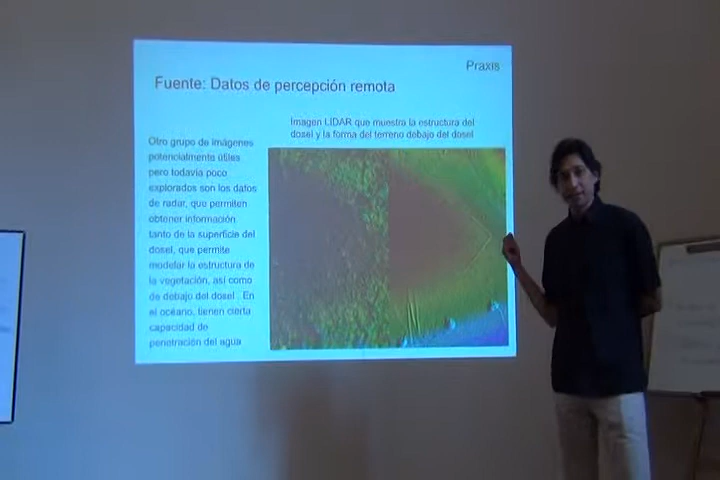 Praxis
Fuente: Datos de percepción remota
Imagen LIDAR que muestra la estructura del
dosel y la forma del terreno debajo del dosel
Otro grupo de imágenes
potencialmente útiles
pero todavía poco
explorados son los datos
de radar, que permiten
obtener información
tanto de la superficie del
dosel, que permite
modelar la estructura de
la vegetación, así como
de debajo del dosel. En
el océano, tienen cierta
capacidad de
penetración del agua